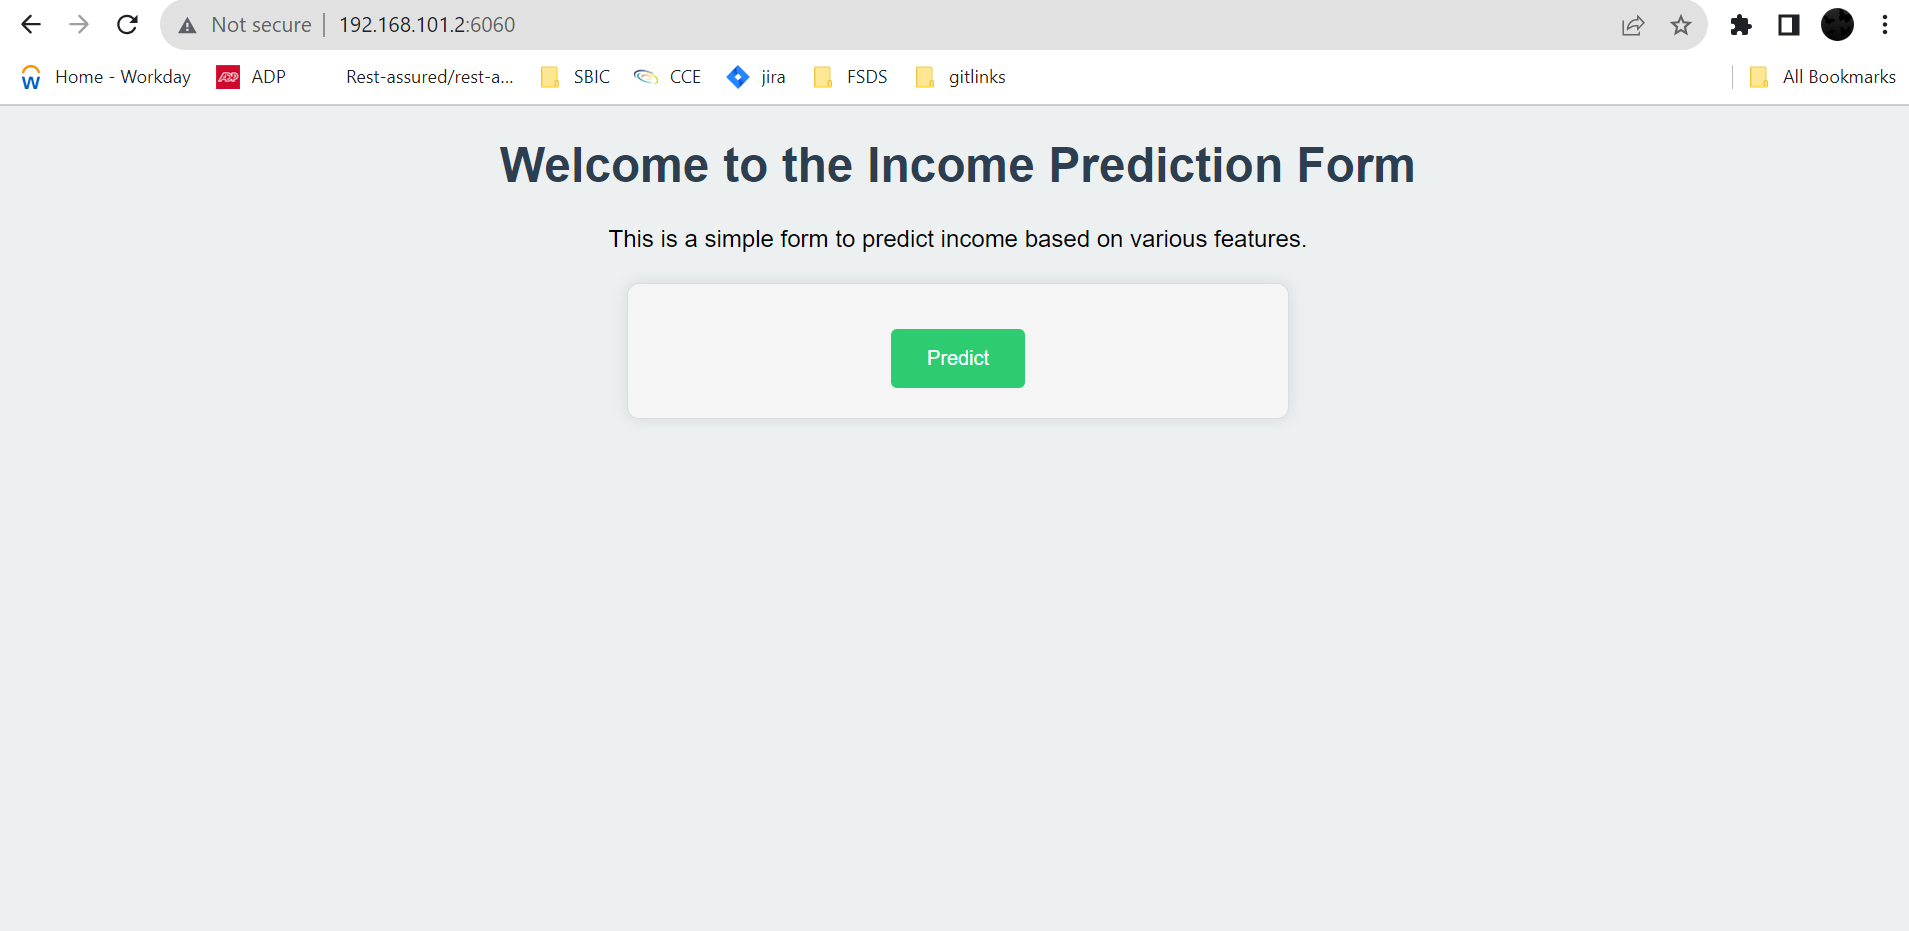 Not secure | 192.168.101.2:6060
Home - Workday ADP Rest-assured/rest-a... SBIC CCE jira FSDS gitlinks All Bookmarks
Welcome to the Income Prediction Form
This is a simple form to predict income based on various features.
Predict